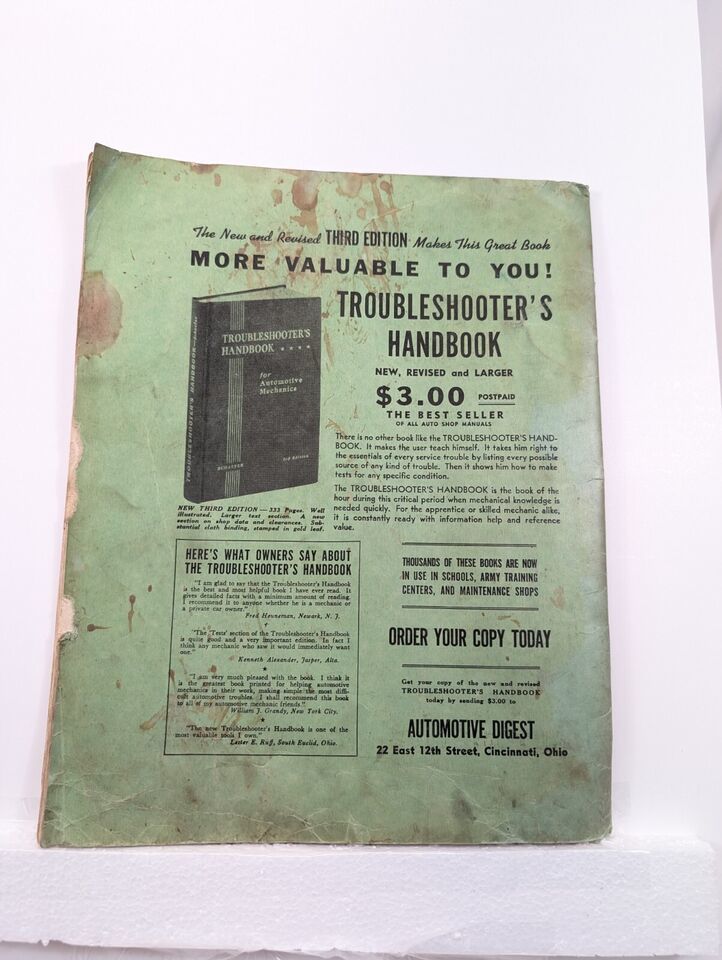 The New and Revised THIRD EDITION Makes This Great Book
MORE VALUABLE TO YOU!
TROUBLESHOOTER'S HANDBOOK — Schaefer
TROUBLESHOOTER'S
HANDBOOK ★ ★ ★ ★
for
Automotive
Mechanics
SCHAEFER
3rd Edition
NEW THIRD EDITION—333 Pages. Well
illustrated. Larger text section. A new
section on shop data and clearances. Sub-
stantial cloth binding, stamped in gold leaf.
TROUBLESHOOTER'S
HANDBOOK
NEW, REVISED and LARGER
$3.00 POSTPAID
THE BEST SELLER
OF ALL AUTO SHOP MANUALS
There is no other book like the TROUBLESHOOTER'S HAND-
BOOK. It makes the user teach himself. It takes him right to
the essentials of every service trouble by listing every possible
source of any kind of trouble. Then it shows him how to make
tests for any specific condition.
The TROUBLESHOOTER'S HANDBOOK is the book of the
hour during this critical period when mechanical knowledge is
needed quickly. For the apprentice or skilled mechanic alike,
it is constantly ready with information help and reference
value.
HERE'S WHAT OWNERS SAY ABOUT
THE TROUBLESHOOTER'S HANDBOOK
"I am glad to say that the Troubleshooter's Handbook
is the best and most helpful book I have ever read. It
gives detailed facts with a minimum amount of reading.
I recommend it to anyone whether he is a mechanic or
a private car owner."
Fred Henneman, Newark, N. J.
"The 'Tests' section of the Troubleshooter's Handbook
is quite good and a very important edition. In fact I
think any mechanic who saw it would immediately want
one."
Kenneth Alexander, Jasper, Alta.
★
"I am very much pleased with the book. I think it
is the greatest book printed for helping automotive
mechanics in their work, making simple the most diffi-
cult automotive troubles. I shall recommend this book
to all of my automotive mechanic friends."
William J. Grandy, New York City.
★
"The new Troubleshooter's Handbook is one of the
most valuable tools I own."
Lester E. Ruff, South Euclid, Ohio.
THOUSANDS OF THESE BOOKS ARE NOW
IN USE IN SCHOOLS, ARMY TRAINING
CENTERS, AND MAINTENANCE SHOPS
ORDER YOUR COPY TODAY
Get your copy of the new and revised
TROUBLESHOOTER'S HANDBOOK
today by sending $3.00 to
AUTOMOTIVE DIGEST
22 East 12th Street, Cincinnati, Ohio